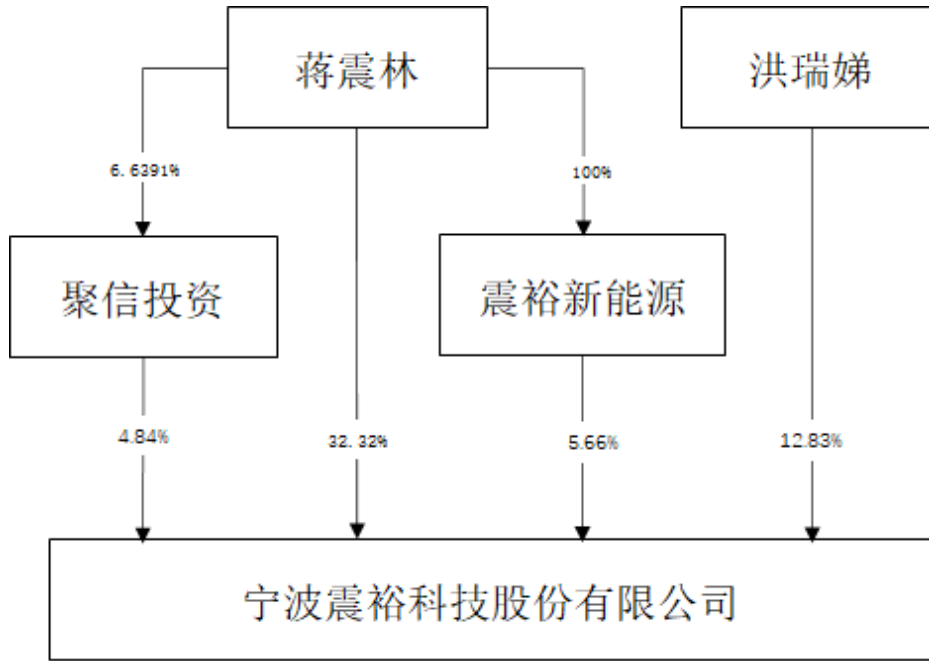 蒋震林
洪瑞娣
6.6391%
100%
聚信投资
震裕新能源
4.84%
32.32%
5.66%
12.83%
宁波震裕科技股份有限公司